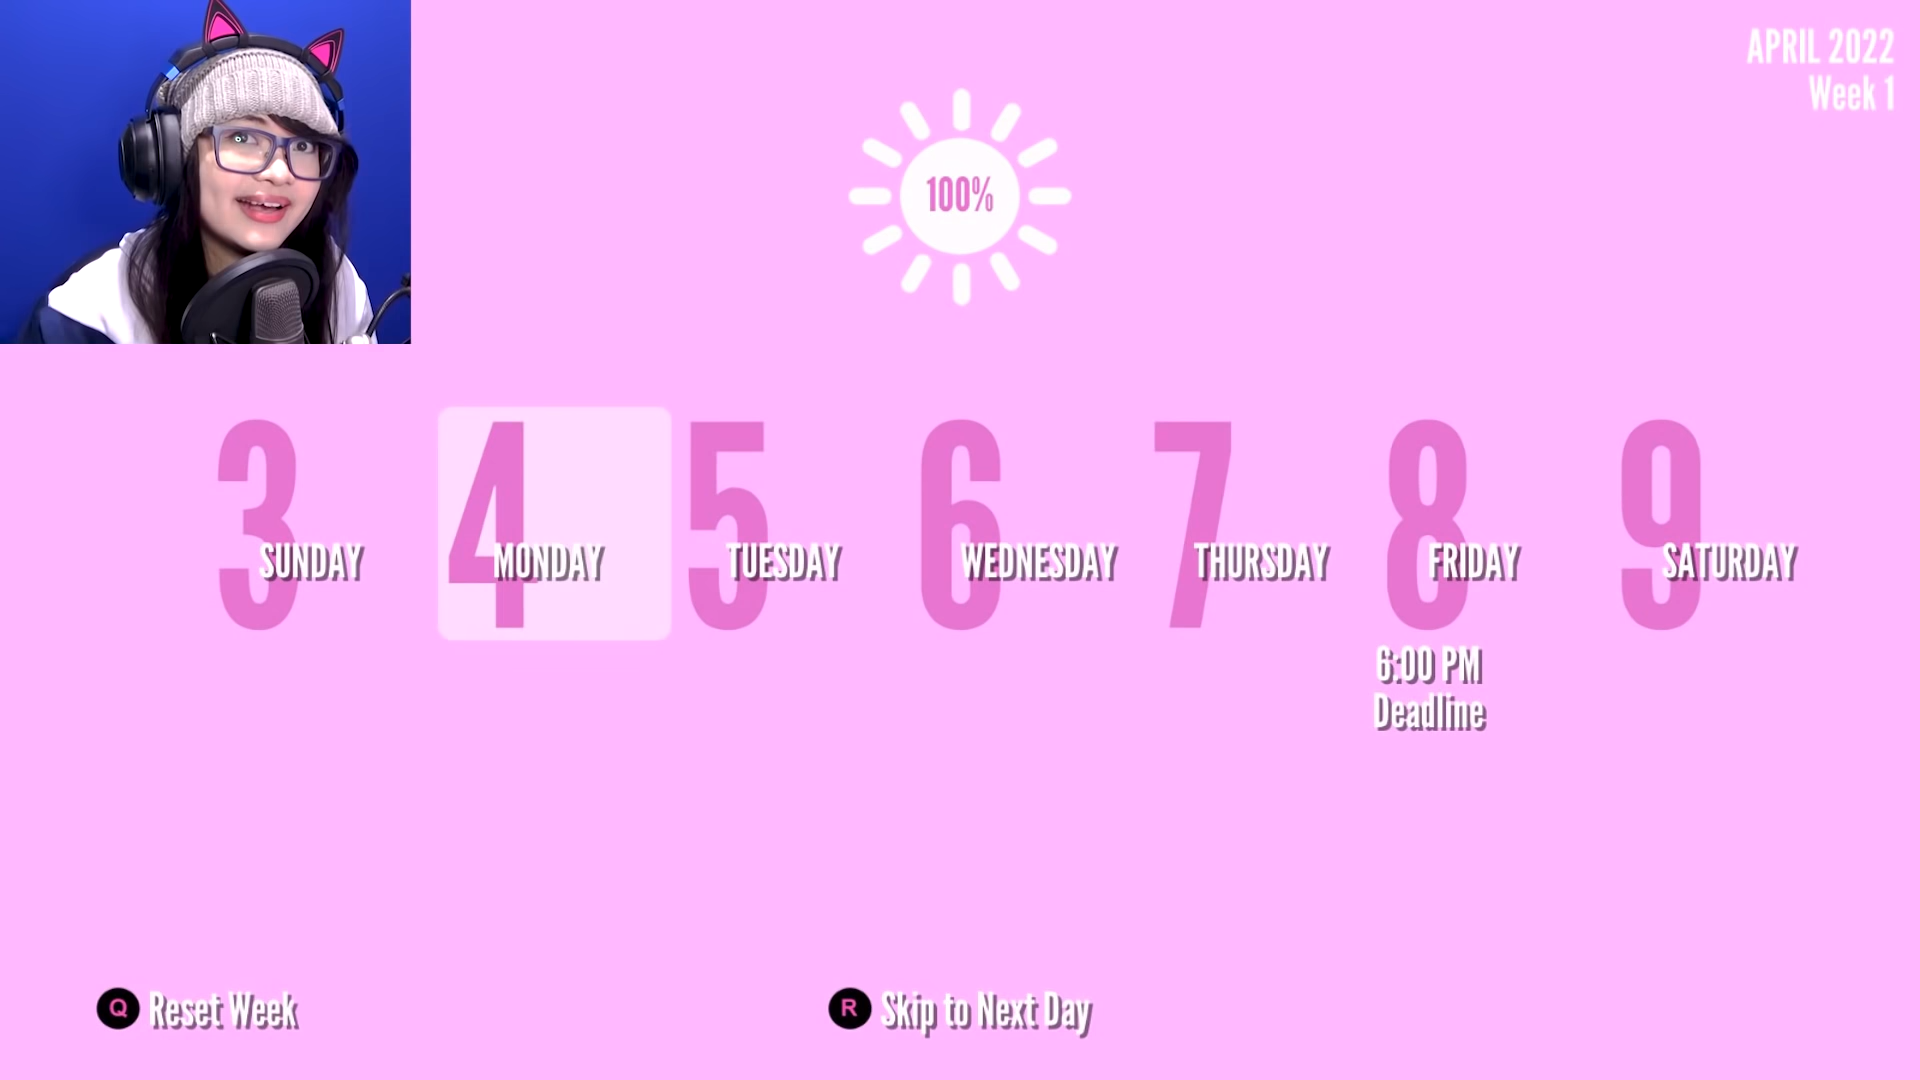 APRIL 2022
Week 1
100%
3 SUNDAY
4 MONDAY
5 TUESDAY
6 WEDNESDAY
7 THURSDAY
8 FRIDAY
9 SATURDAY
6:00 PM
Deadline
Q Reset Week
R Skip to Next Day